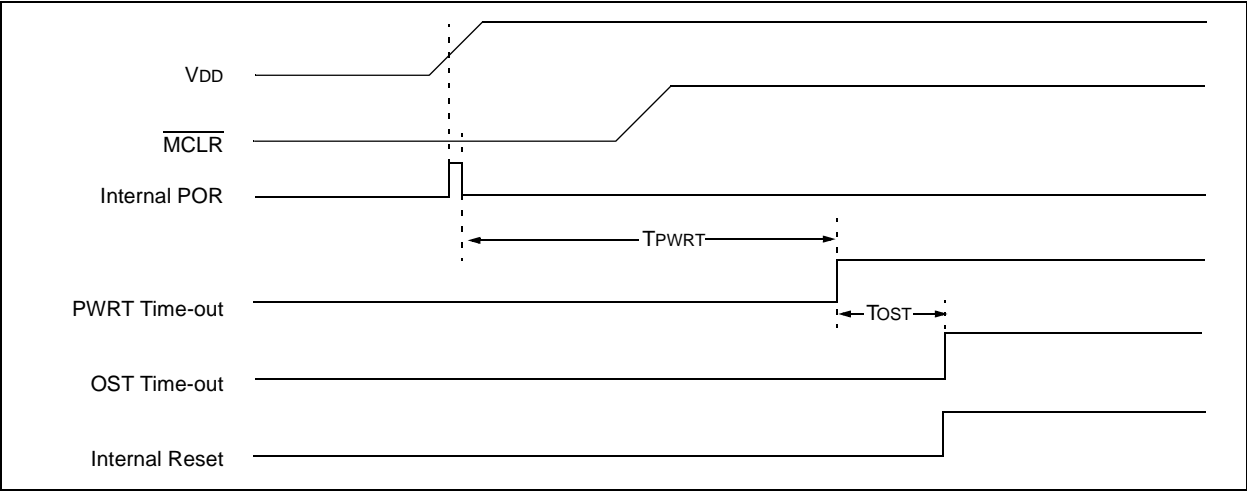 VDD
MCLR
Internal POR
TPWRT
PWRT Time-out
TOST
OST Time-out
Internal Reset